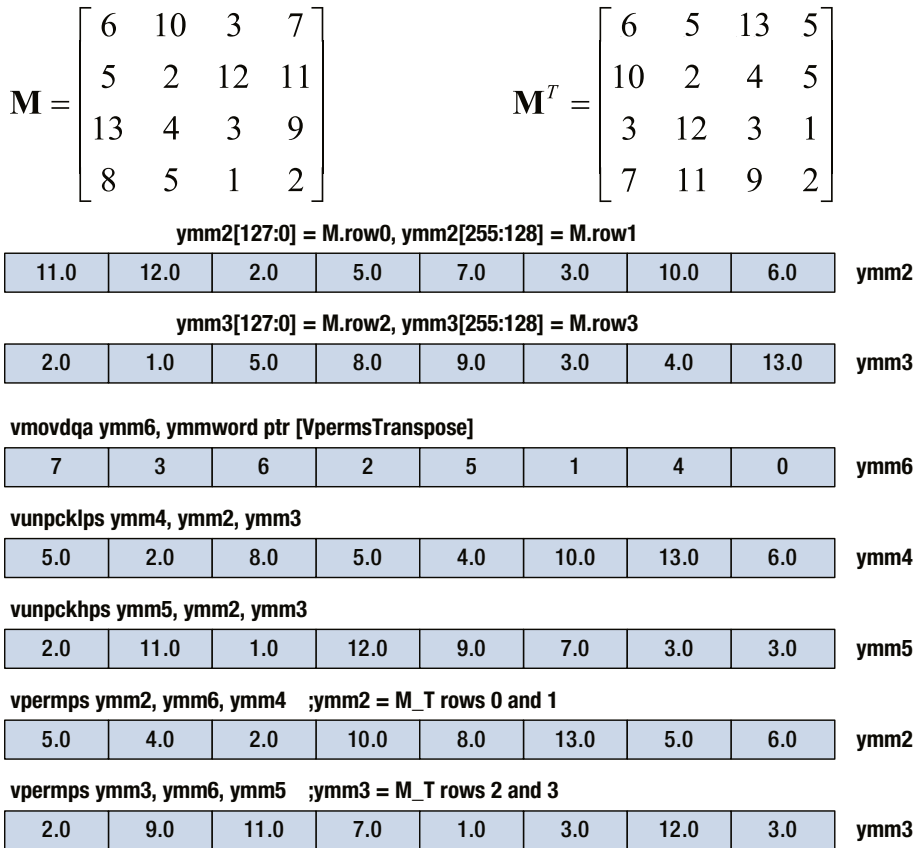 M = [ 6 10 3 7
5 2 12 11
13 4 3 9
8 5 1 2 ]
M^T = [ 6 5 13 5
10 2 4 5
3 12 3 1
7 11 9 2 ]
ymm2[127:0] = M.row0, ymm2[255:128] = M.row1
11.0 12.0 2.0 5.0 7.0 3.0 10.0 6.0 ymm2
ymm3[127:0] = M.row2, ymm3[255:128] = M.row3
2.0 1.0 5.0 8.0 9.0 3.0 4.0 13.0 ymm3
vmovdqa ymm6, ymmword ptr [VpermsTranspose]
7 3 6 2 5 1 4 0 ymm6
vunpcklps ymm4, ymm2, ymm3
5.0 2.0 8.0 5.0 4.0 10.0 13.0 6.0 ymm4
vunpckhps ymm5, ymm2, ymm3
2.0 11.0 1.0 12.0 9.0 7.0 3.0 3.0 ymm5
vpermps ymm2, ymm6, ymm4 ;ymm2 = M_T rows 0 and 1
5.0 4.0 2.0 10.0 8.0 13.0 5.0 6.0 ymm2
vpermps ymm3, ymm6, ymm5 ;ymm3 = M_T rows 2 and 3
2.0 9.0 11.0 7.0 1.0 3.0 12.0 3.0 ymm3